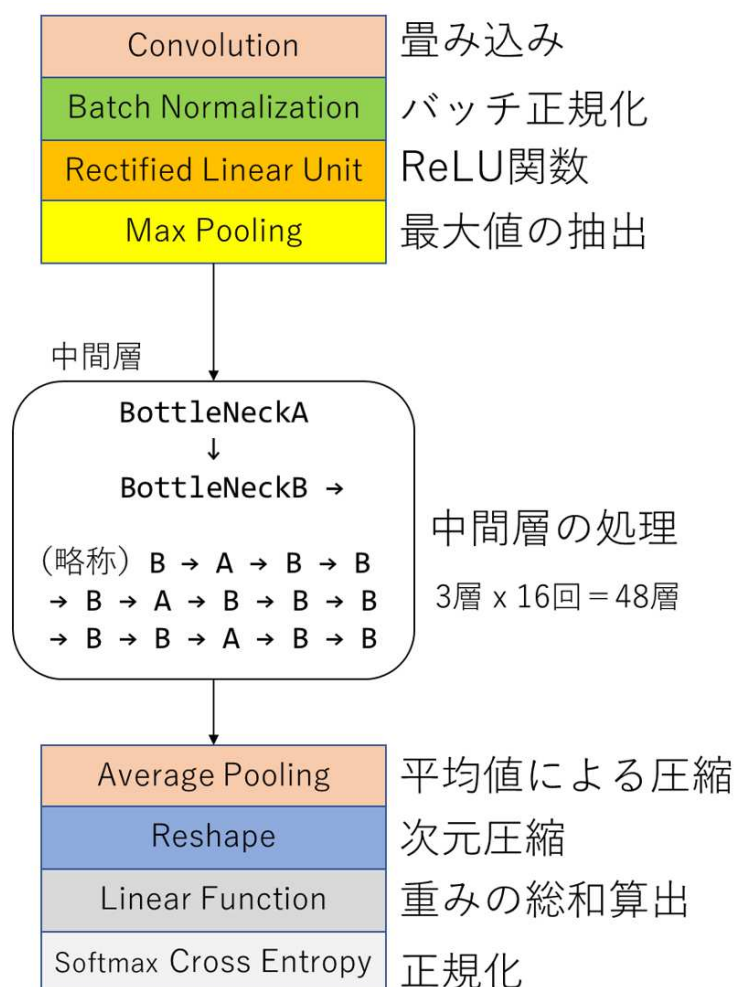 Convolution 畳み込み
Batch Normalization バッチ正規化
Rectified Linear Unit ReLU関数
Max Pooling 最大値の抽出
中間層
BottleNeckA
↓
BottleNeckB →
(略称) B → A → B → B
→ B → A → B → B → B
→ B → B → A → B → B
中間層の処理
3層 x 16回＝48層
Average Pooling 平均値による圧縮
Reshape 次元圧縮
Linear Function 重みの総和算出
Softmax Cross Entropy 正規化